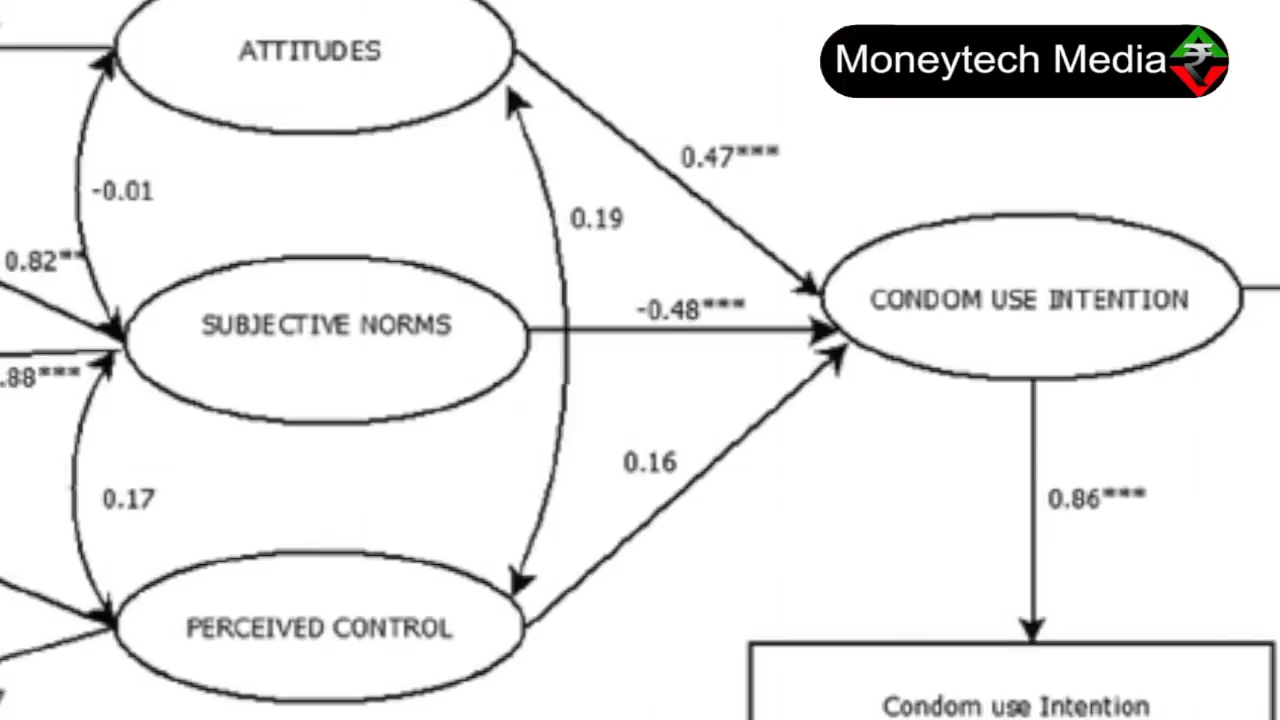 ATTITUDES
Moneytech Media
0.47***
-0.01
0.19
0.82**
CONDOM USE INTENTION
-0.48***
SUBJECTIVE NORMS
.88***
0.16
0.17
0.86***
PERCEIVED CONTROL
Condom use Intention